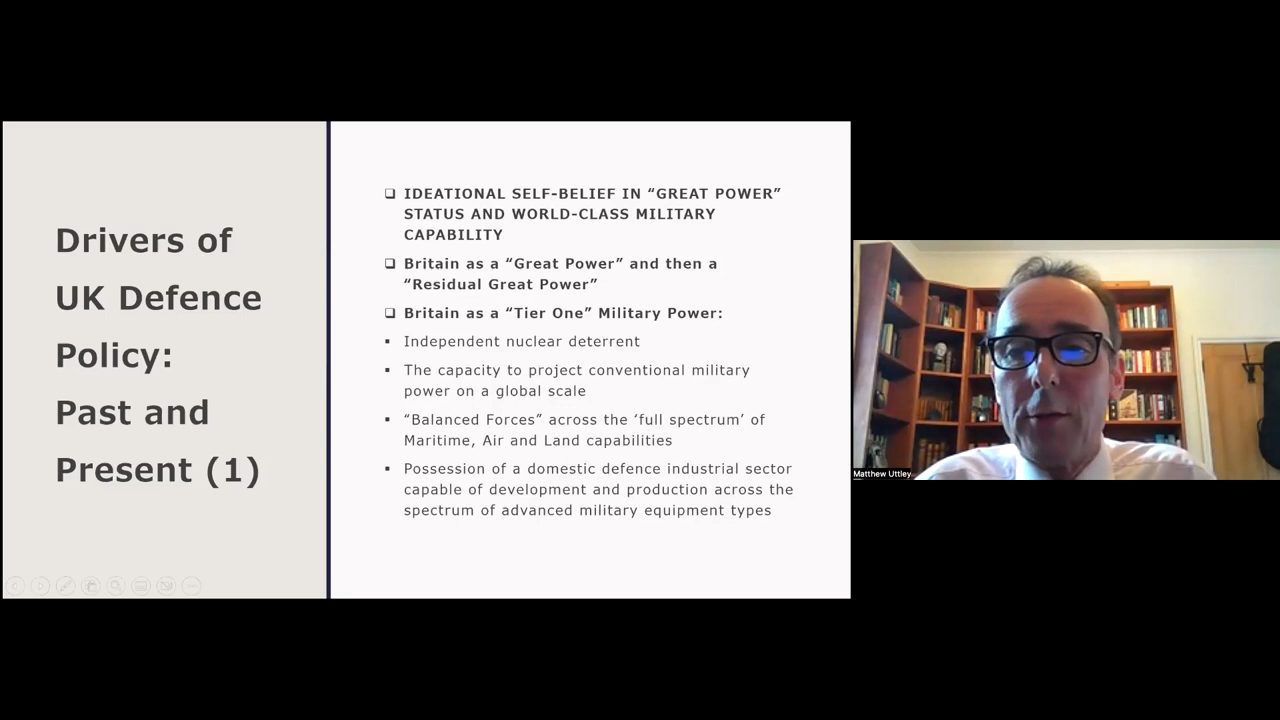 Drivers of
UK Defence
Policy:
Past and
Present (1)
❑ IDEATIONAL SELF-BELIEF IN “GREAT POWER”
STATUS AND WORLD-CLASS MILITARY
CAPABILITY
❑ Britain as a “Great Power” and then a
“Residual Great Power”
❑ Britain as a “Tier One” Military Power:
▪ Independent nuclear deterrent
▪ The capacity to project conventional military
power on a global scale
▪ “Balanced Forces” across the ‘full spectrum’ of
Maritime, Air and Land capabilities
▪ Possession of a domestic defence industrial sector
capable of development and production across the
spectrum of advanced military equipment types
Matthew Uttley